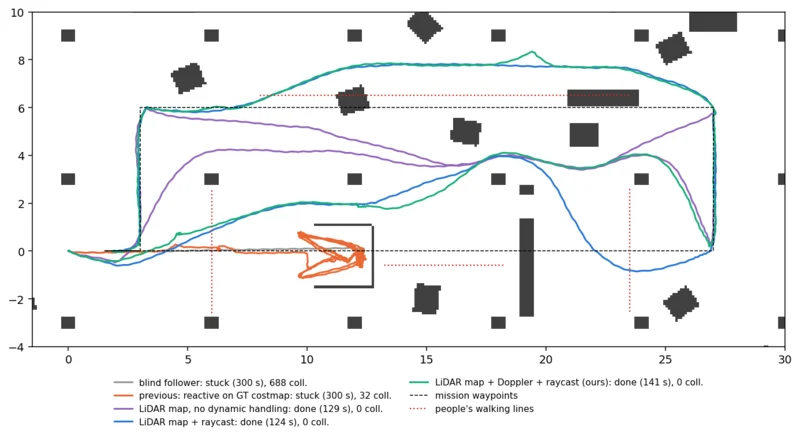 10
8
6
4
2
0
−2
−4
0 5 10 15 20 25 30
blind follower: stuck (300 s), 688 coll.
previous: reactive on GT costmap: stuck (300 s), 32 coll.
LiDAR map, no dynamic handling: done (129 s), 0 coll.
LiDAR map + raycast: done (124 s), 0 coll.
LiDAR map + Doppler + raycast (ours): done (141 s), 0 coll.
mission waypoints
people's walking lines